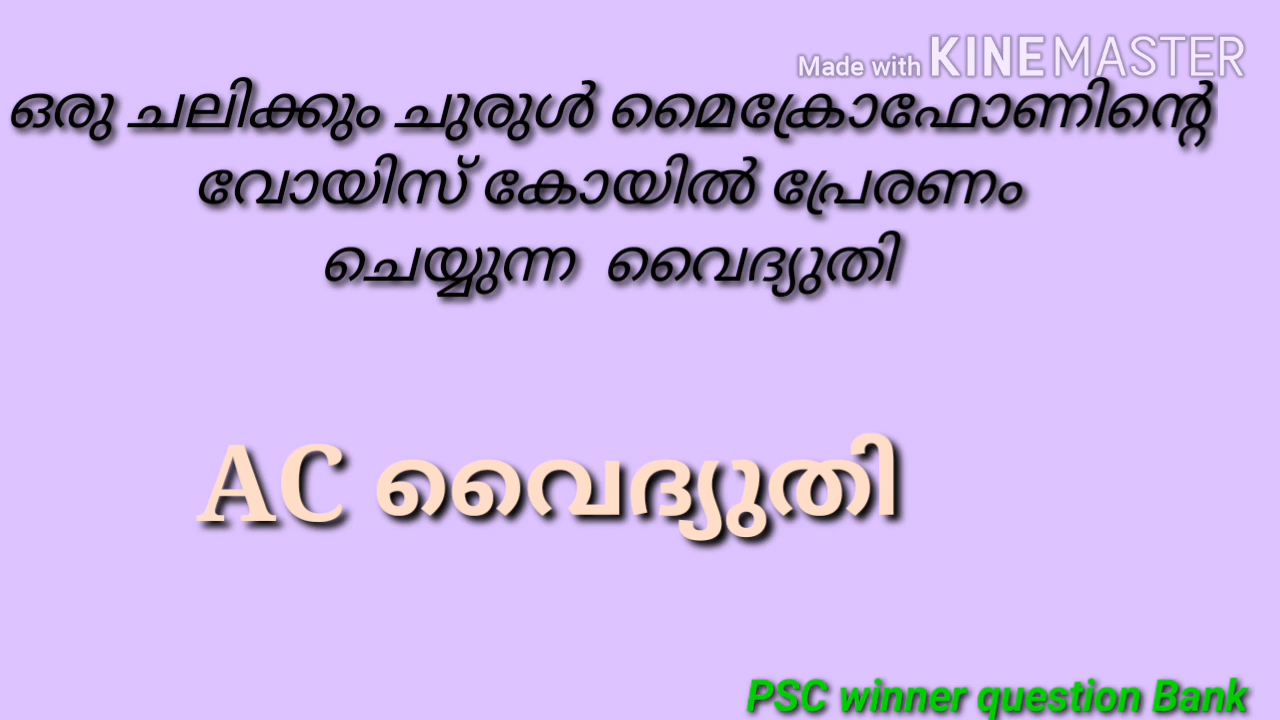 Made with KINEMASTER
ഒരു ചലിക്കും ചുരുൾ മൈക്രോഫോണിന്റെ
വോയിസ് കോയിൽ പ്രേരണം
ചെയ്യുന്ന വൈദ്യുതി
AC വൈദ്യുതി
PSC winner question Bank